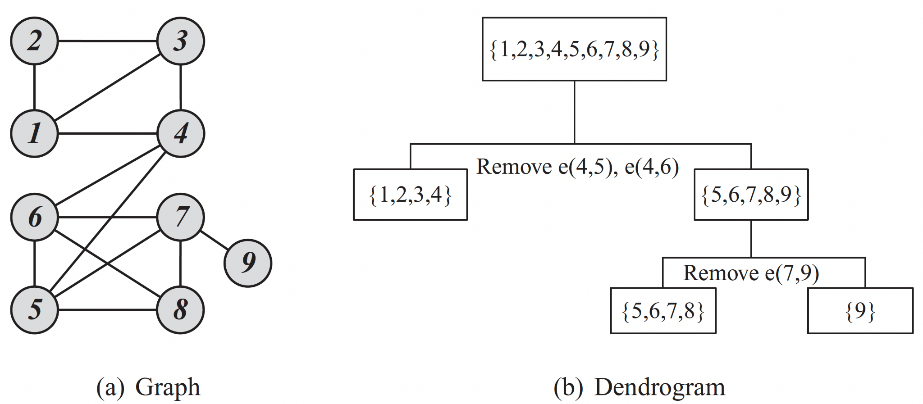 2 3
1 4
6 7
9
5 8
(a) Graph
{1,2,3,4,5,6,7,8,9}
Remove e(4,5), e(4,6)
{1,2,3,4} {5,6,7,8,9}
Remove e(7,9)
{5,6,7,8} {9}
(b) Dendrogram